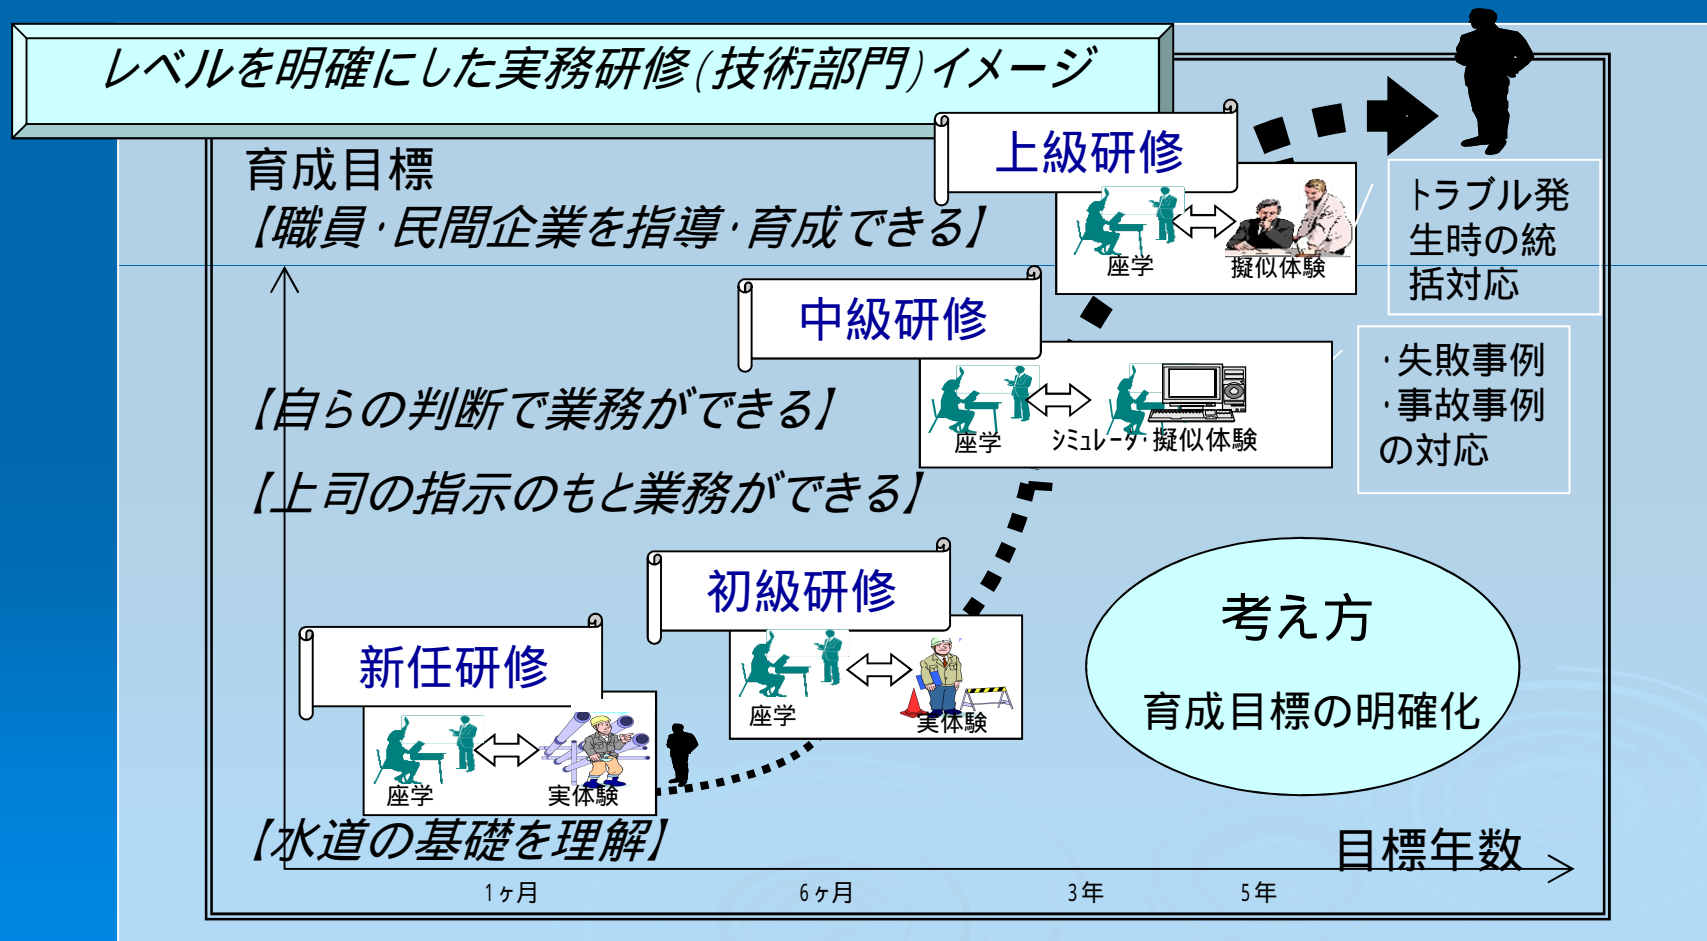 レベルを明確にした実務研修(技術部門)イメージ
育成目標
【職員・民間企業を指導・育成できる】
上級研修
座学
擬似体験
トラブル発
生時の統
括対応
中級研修
座学
シミュレータ・擬似体験
・失敗事例
・事故事例
の対応
【自らの判断で業務ができる】
【上司の指示のもと業務ができる】
初級研修
座学
実体験
新任研修
座学
実体験
考え方
育成目標の明確化
【水道の基礎を理解】
目標年数
1ヶ月
6ヶ月
3年
5年